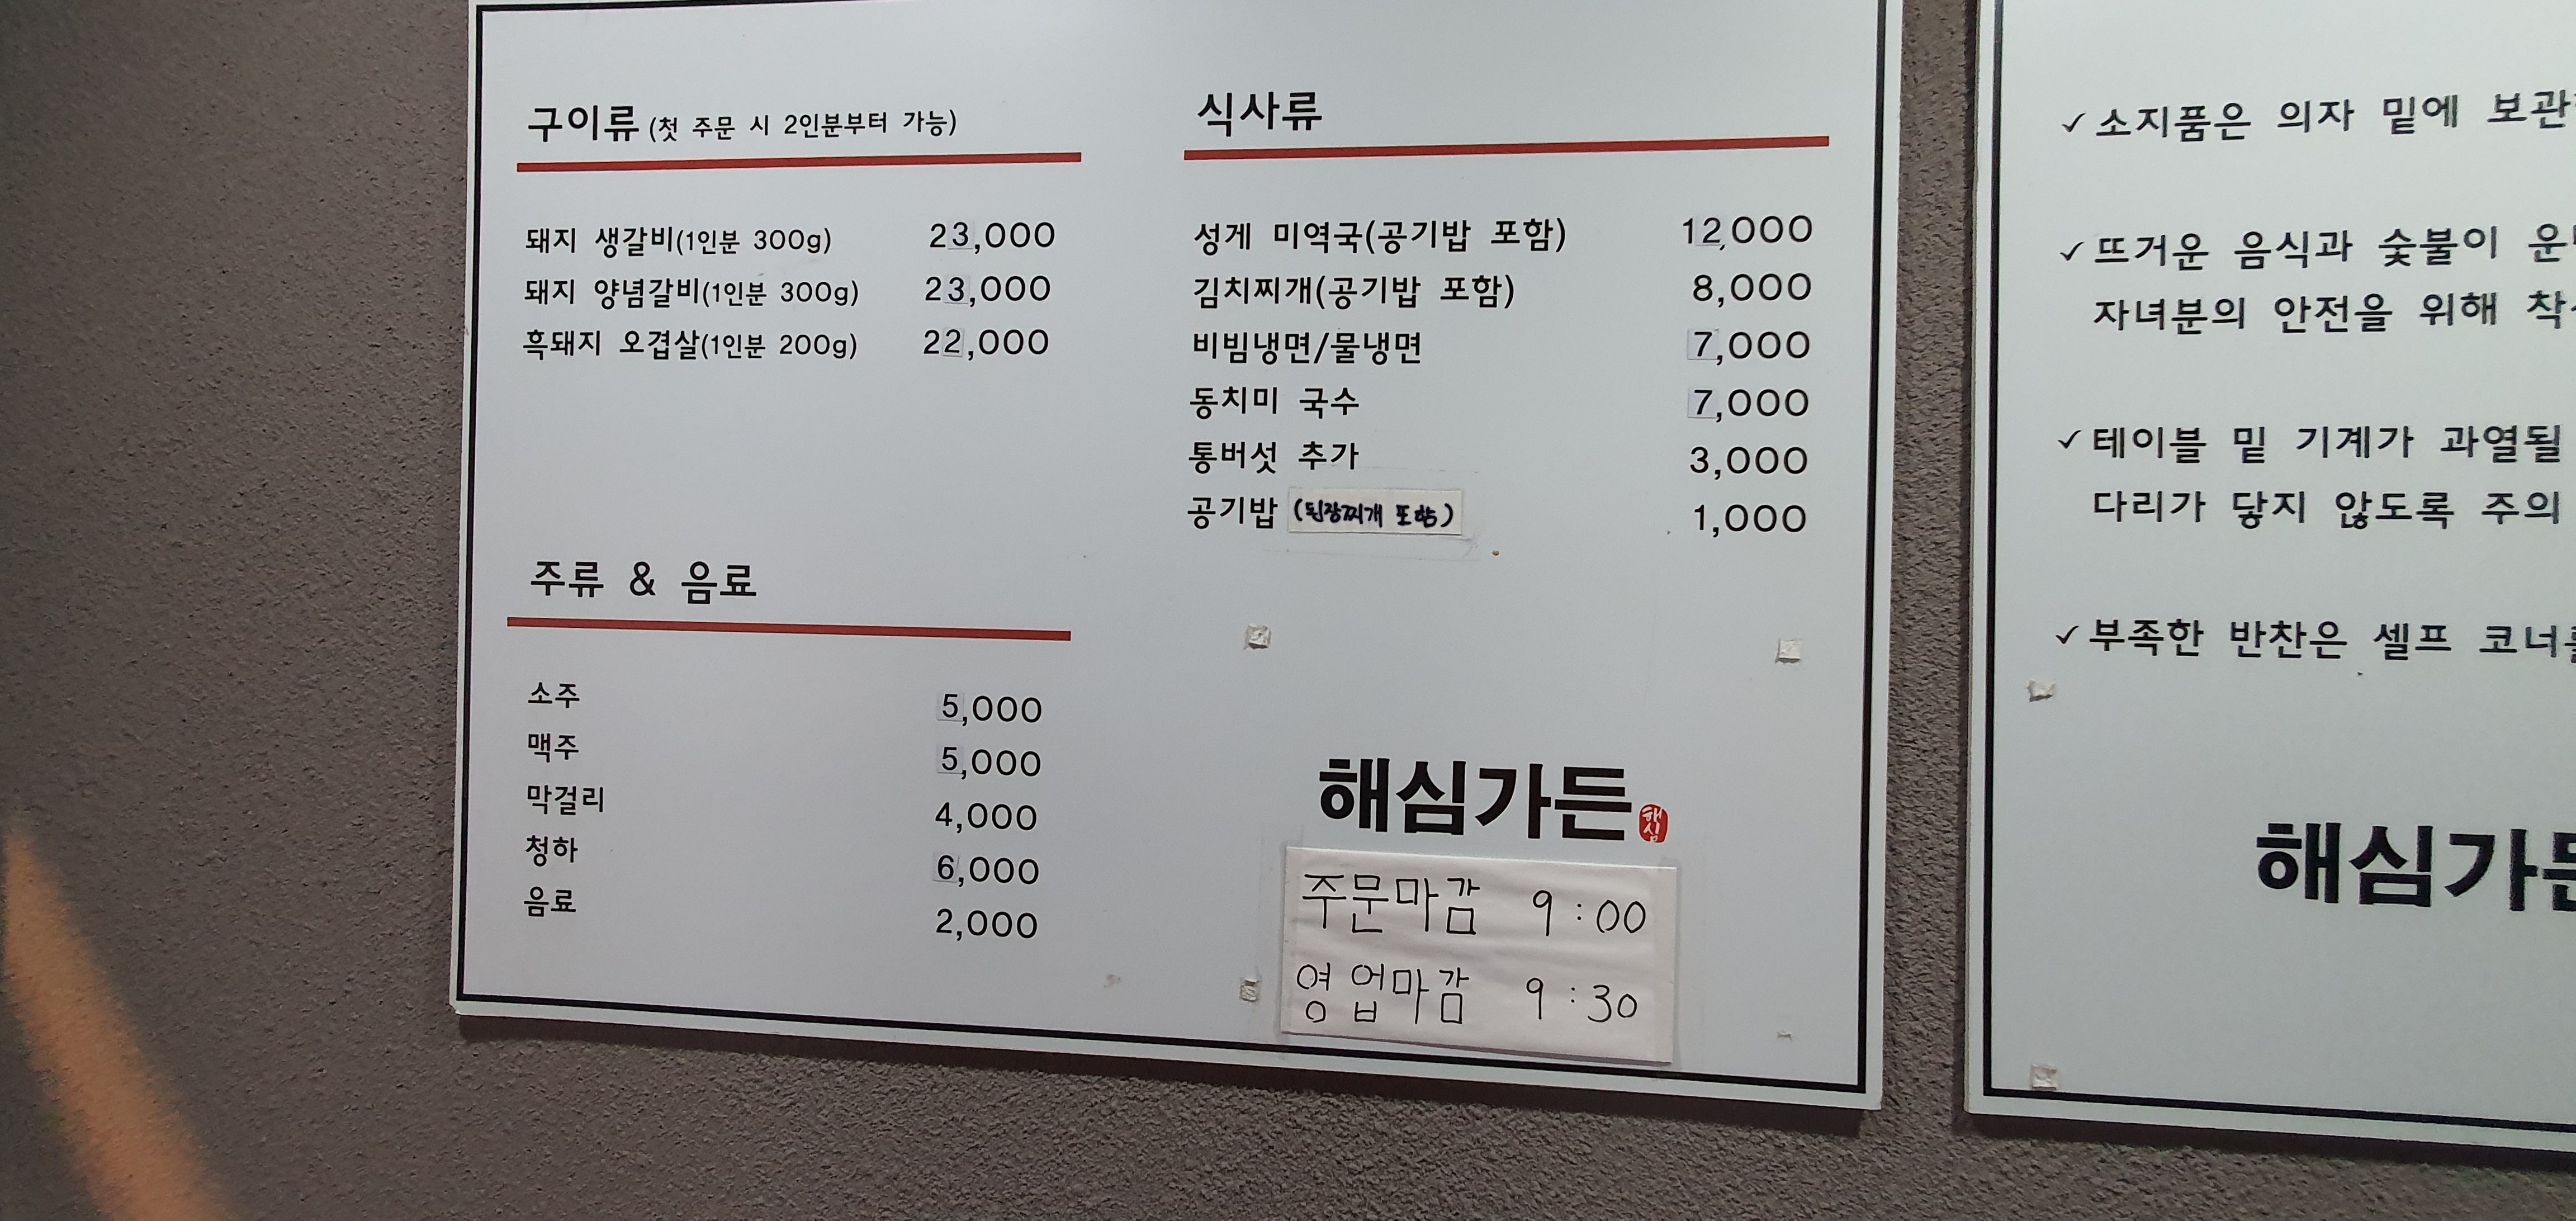 구이류 (첫 주문 시 2인분부터 가능)
돼지 생갈비(1인분 300g) 23,000
돼지 양념갈비(1인분 300g) 23,000
흑돼지 오겹살(1인분 200g) 22,000
주류 & 음료
소주 5,000
맥주 5,000
막걸리 4,000
청하 6,000
음료 2,000
식사류
성게 미역국(공기밥 포함) 12,000
김치찌개(공기밥 포함) 8,000
비빔냉면/물냉면 7,000
동치미 국수 7,000
통버섯 추가 3,000
공기밥 (된장찌개 포함) 1,000
해심가든 해심
주문마감 9:00
영업마감 9:30
✓ 소지품은 의자 밑에
✓ 뜨거운 음식과 숯불이
자녀분의 안전을 위해
✓ 테이블 밑 기계가 과열될
다리가 닿지 않도록 주의
✓ 부족한 반찬은 셀프
해심가